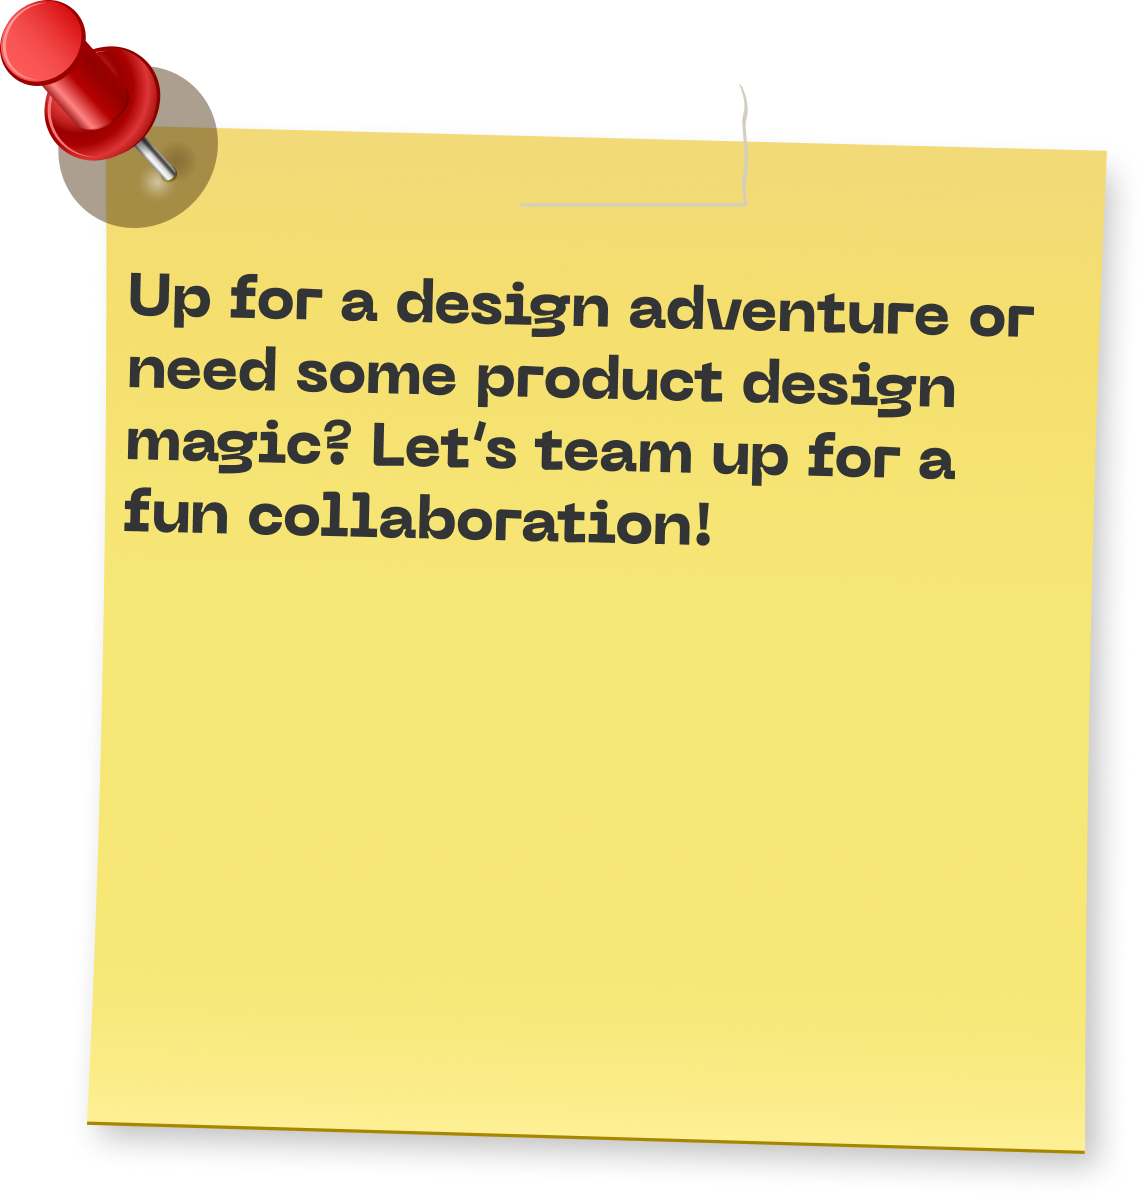 Up for a design adventure or
need some product design
magic? Let's team up for a
fun collaboration!